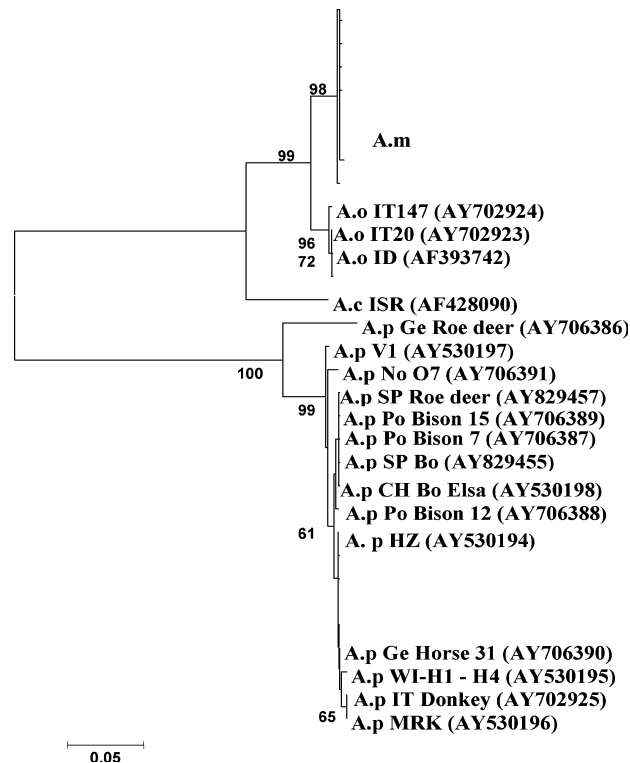 98
A.m
99
A.o IT147 (AY702924)
96
A.o IT20 (AY702923)
72
A.o ID (AF393742)
A.c ISR (AF428090)
A.p Ge Roe deer (AY706386)
A.p V1 (AY530197)
100
A.p No O7 (AY706391)
99
A.p SP Roe deer (AY829457)
A.p Po Bison 15 (AY706389)
A.p Po Bison 7 (AY706387)
A.p SP Bo (AY829455)
A.p CH Bo Elsa (AY530198)
A.p Po Bison 12 (AY706388)
61
A. p HZ (AY530194)
A.p Ge Horse 31 (AY706390)
A.p WI-H1 - H4 (AY530195)
A.p IT Donkey (AY702925)
65
A.p MRK (AY530196)
0.05